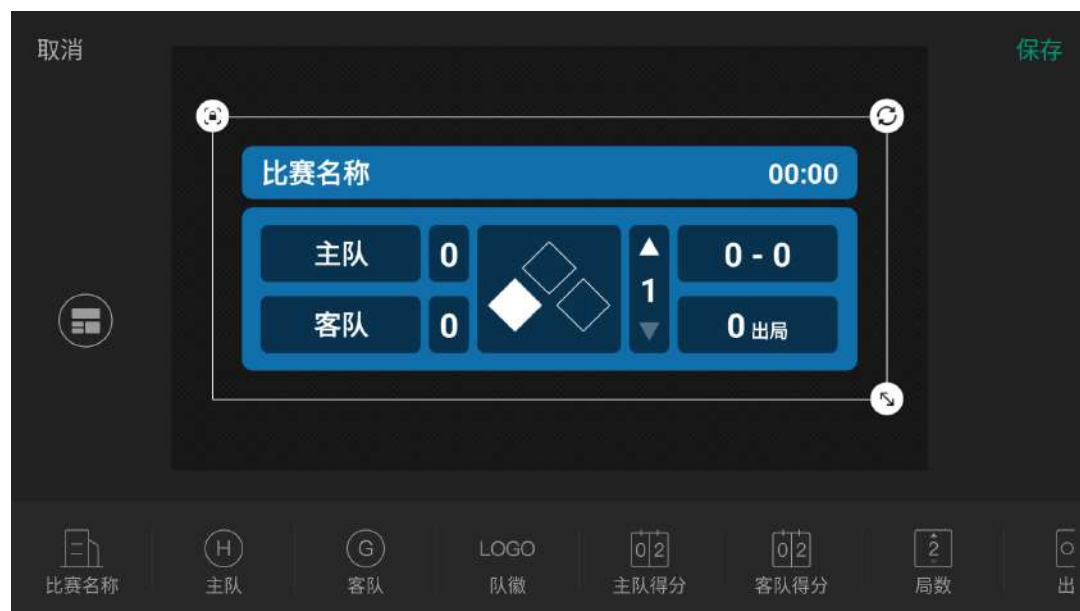 取消
保存
比赛名称 00:00
主队 0 ▲ 0 - 0
1
客队 0 ▼ 0 出局
H G LOGO 0 2 0 2 2
比赛名称 主队 客队 队徽 主队得分 客队得分 局数 出